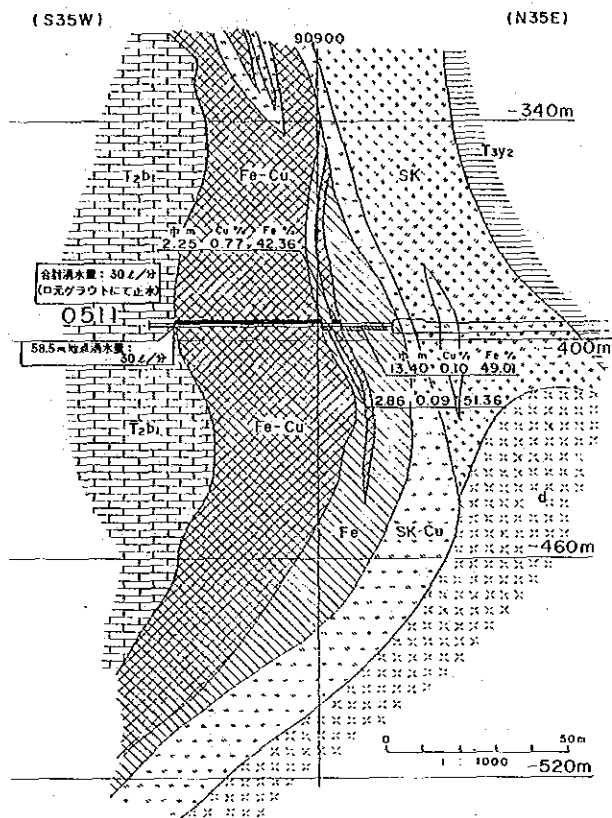 (S35W)
(N35E)
90900
-340m
T3y2
T2b1
Fe-Cu
SK
巾 m Cu % Fe %
2.25 0.77 42.36
合計湧水量: 30ℓ/分
(口元グラウトにて止水)
0511
58.5m地点湧水量:
30ℓ/分
400m
巾 m Cu % Fe %
13.40 0.10 49.01
2.86 0.09 51.36
T2b1
Fe-Cu
d
Fe
SK-Cu
-460m
0 50m
1 : 1000
-520m